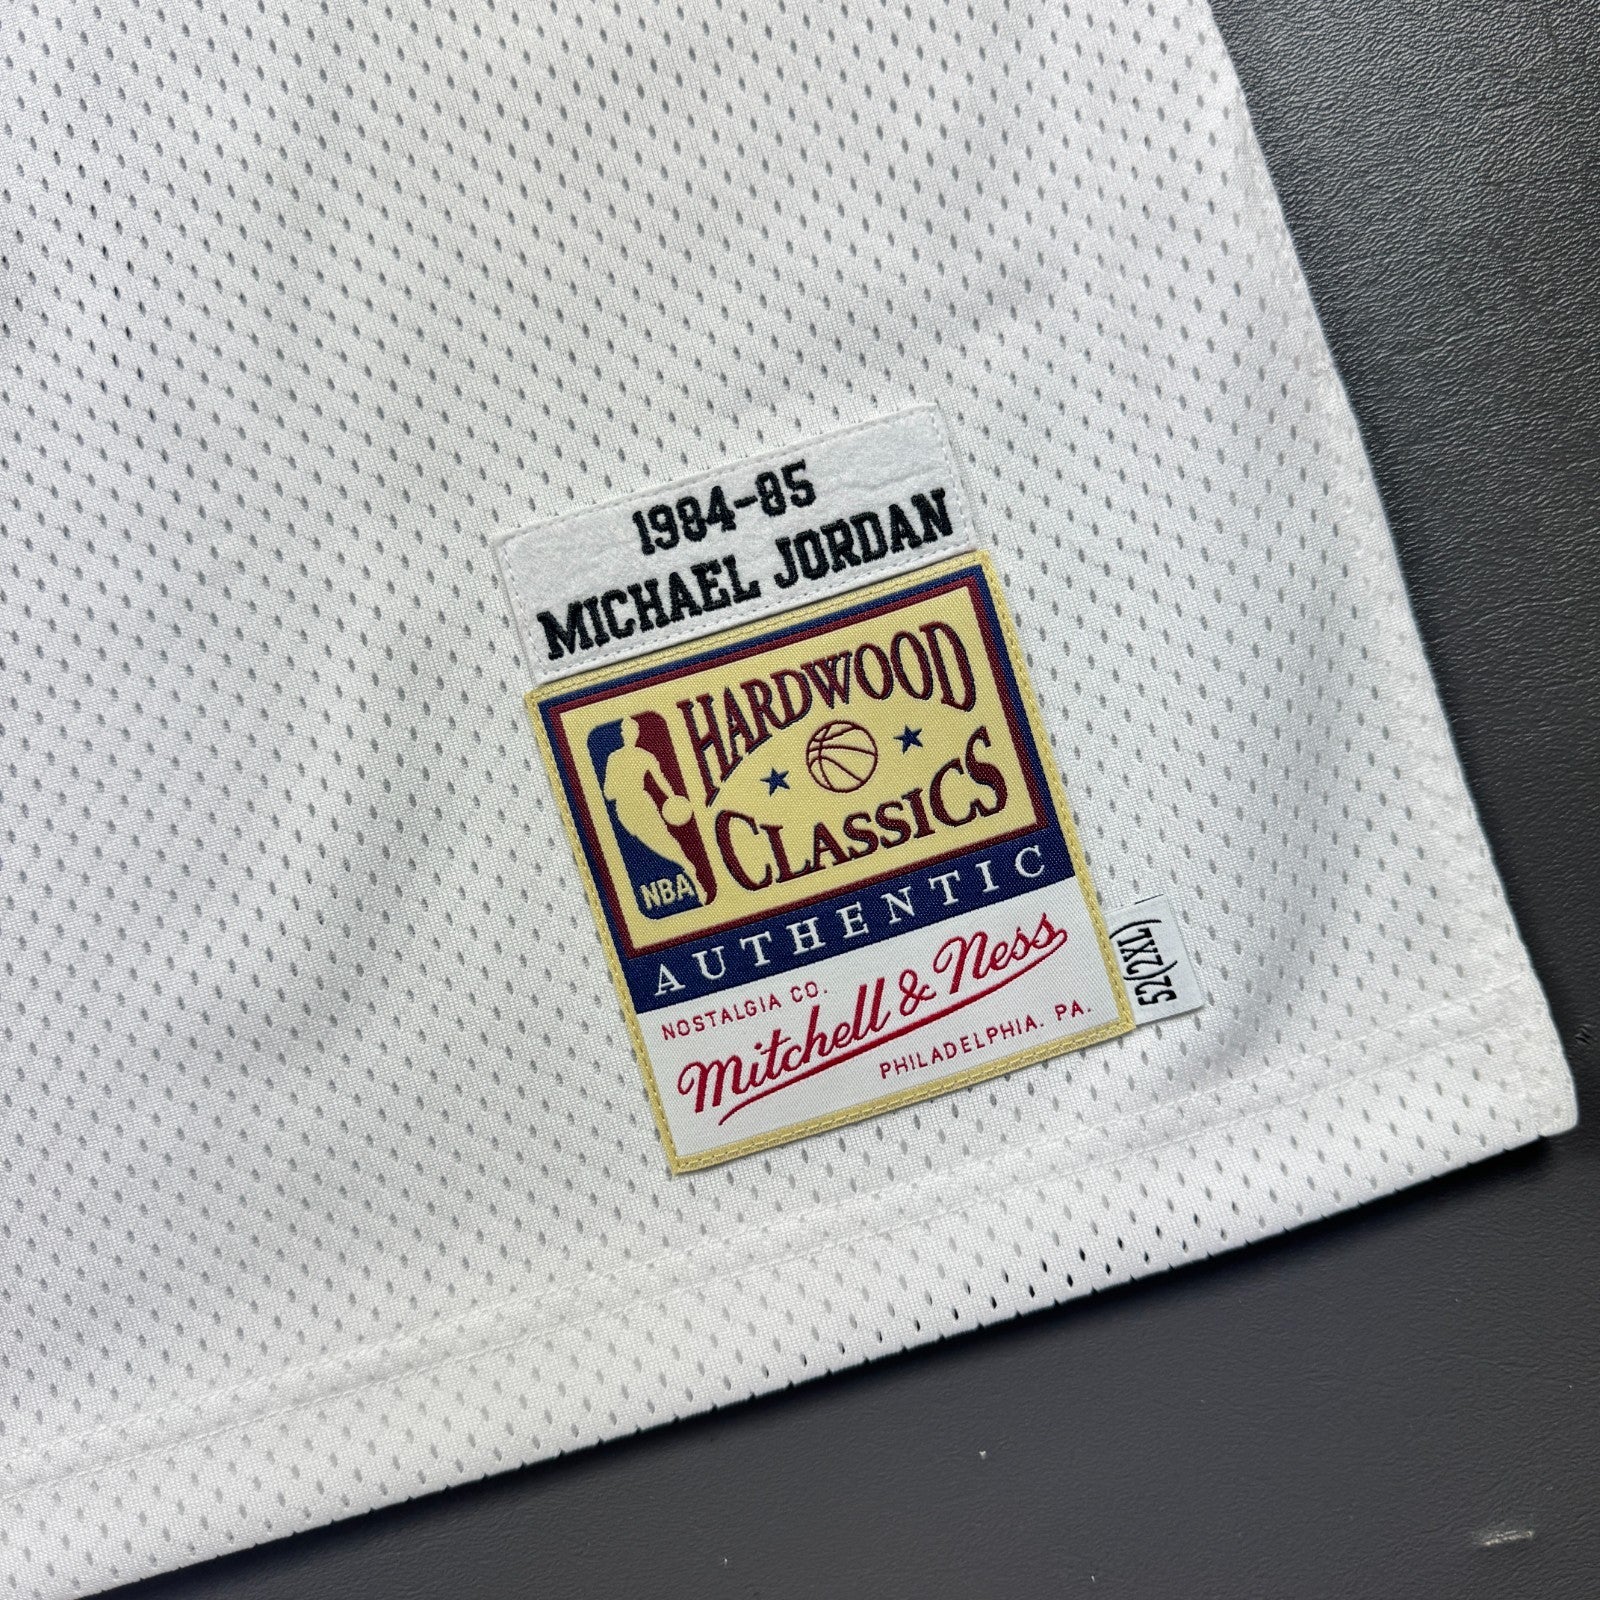 1984-85
MICHAEL JORDAN
HARDWOOD
CLASSICS
NBA
AUTHENTIC
NOSTALGIA CO.
Mitchell & Ness
PHILADELPHIA. PA.
52(2XL)